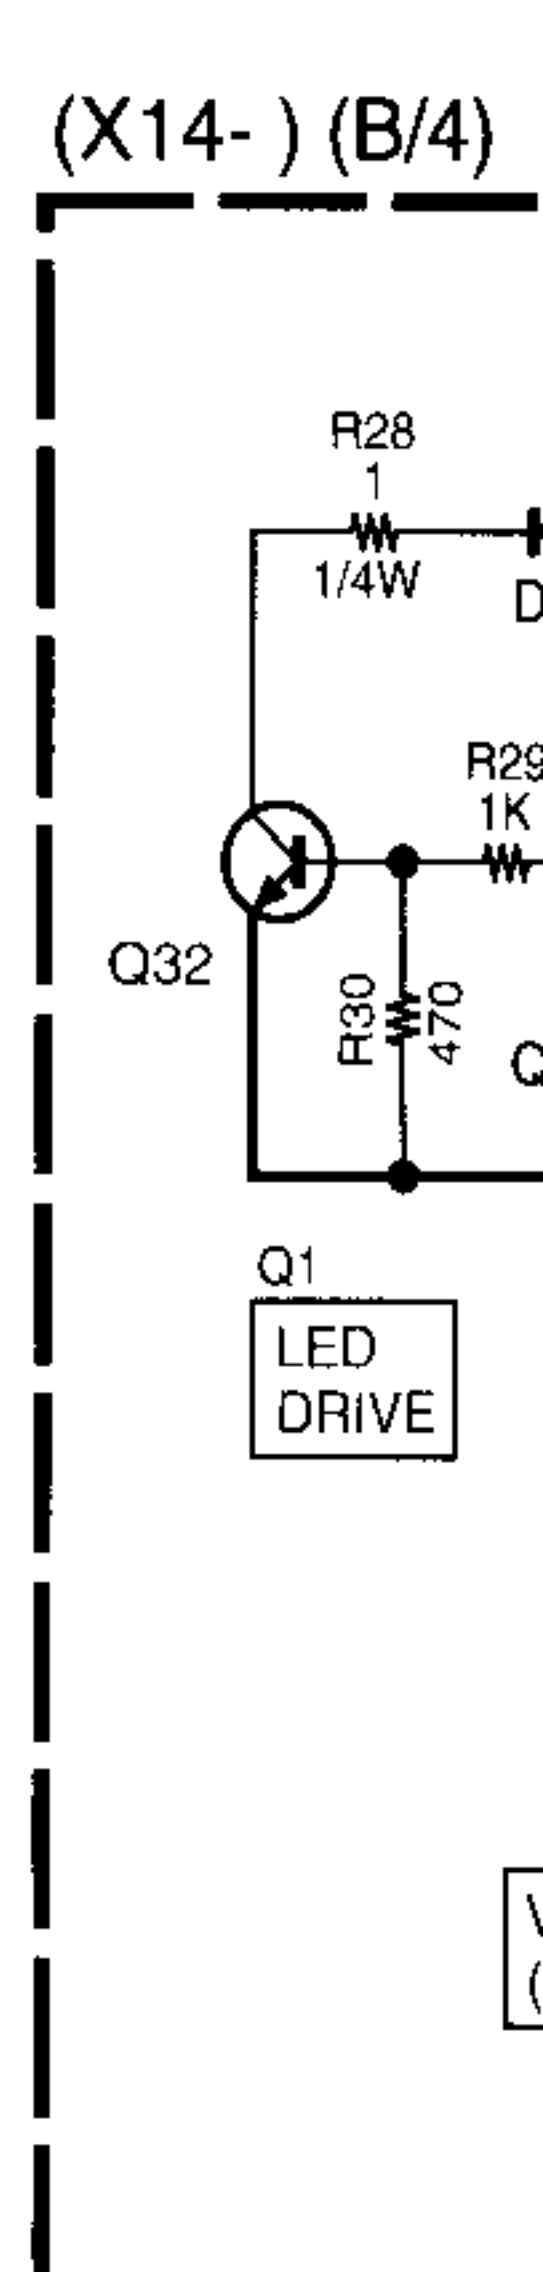 (X14- ) (B/4)
R28
1
1/4W
D
R29
1K
Q32
R30
470
Q
Q1
LED
DRIVE
V
(